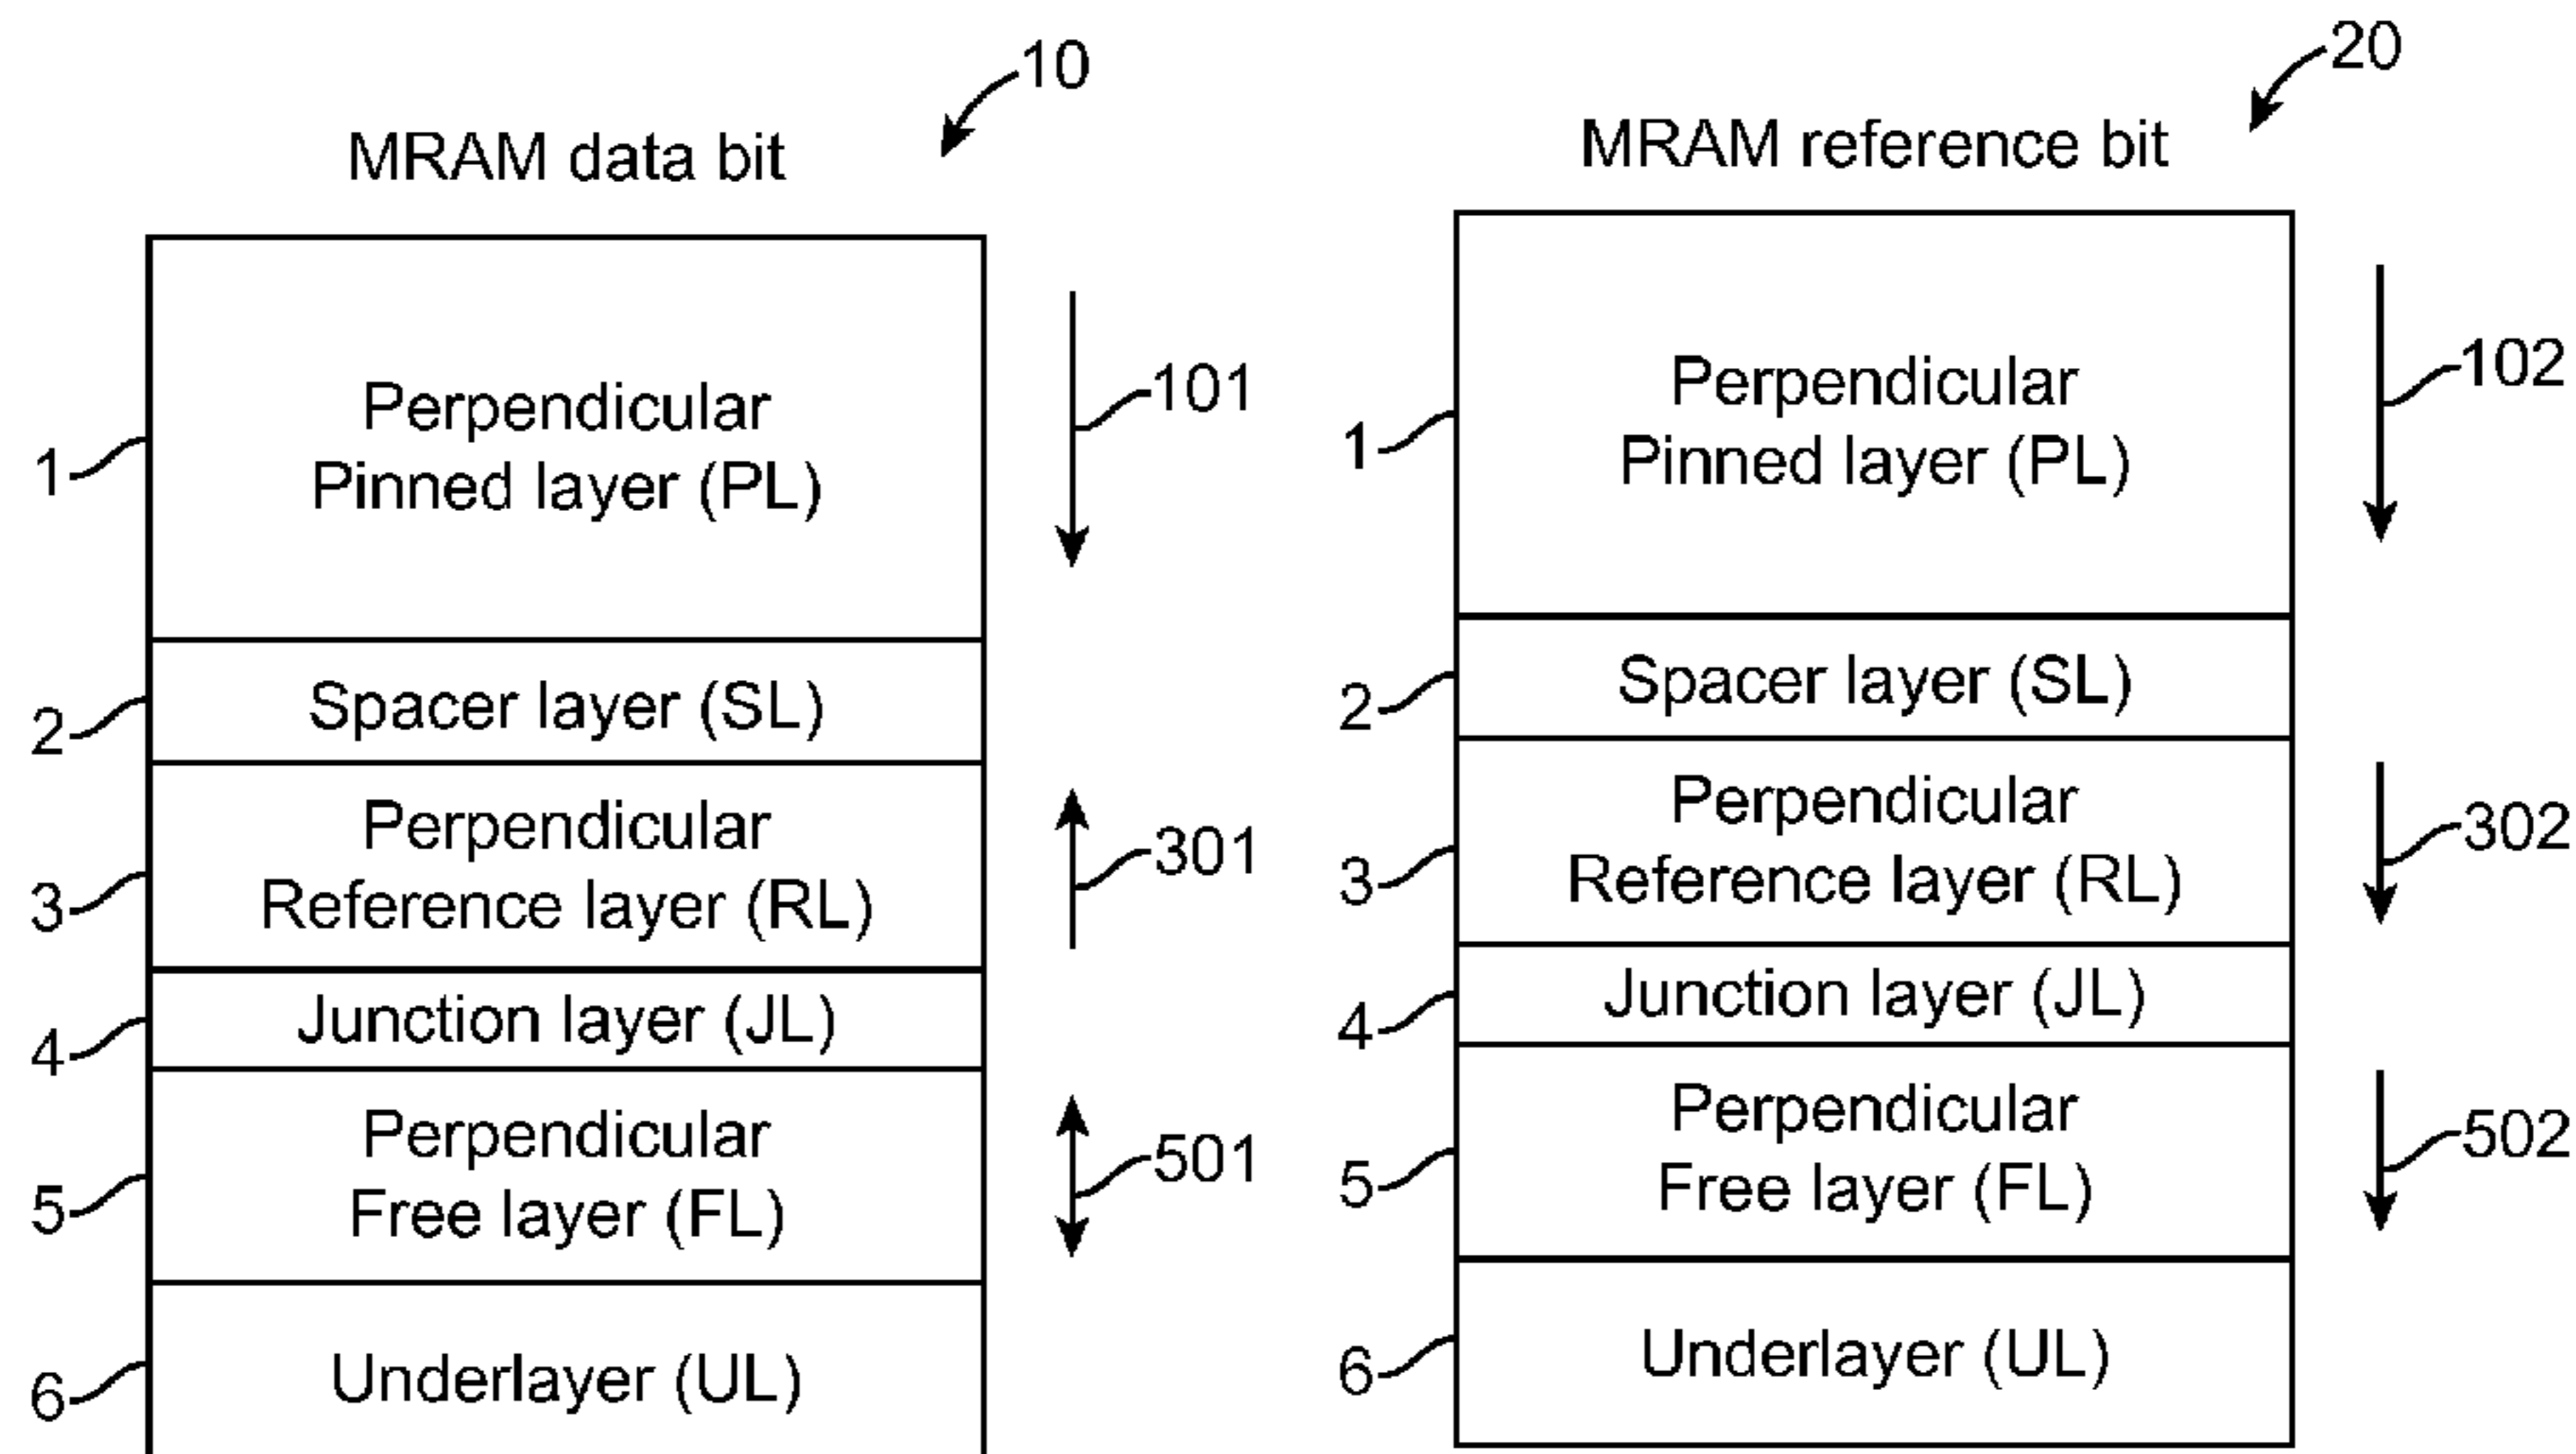 10
MRAM data bit
1
Perpendicular
Pinned layer (PL)
101
2
Spacer layer (SL)
3
Perpendicular
Reference layer (RL)
301
4
Junction layer (JL)
5
Perpendicular
Free layer (FL)
501
6
Underlayer (UL)
20
MRAM reference bit
1
Perpendicular
Pinned layer (PL)
102
2
Spacer layer (SL)
3
Perpendicular
Reference layer (RL)
302
4
Junction layer (JL)
5
Perpendicular
Free layer (FL)
502
6
Underlayer (UL)